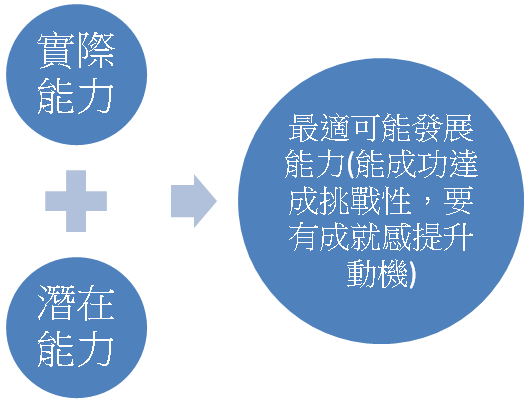 實際
能力
潛在
能力
最適可能發展
能力(能成功達
成挑戰性，要
有成就感提升
動機)